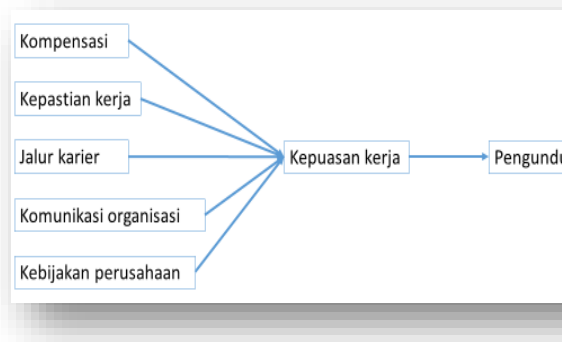 Kompensasi
Kepastian kerja
Jalur karier
Kepuasan kerja
Komunikasi organisasi
Kebijakan perusahaan